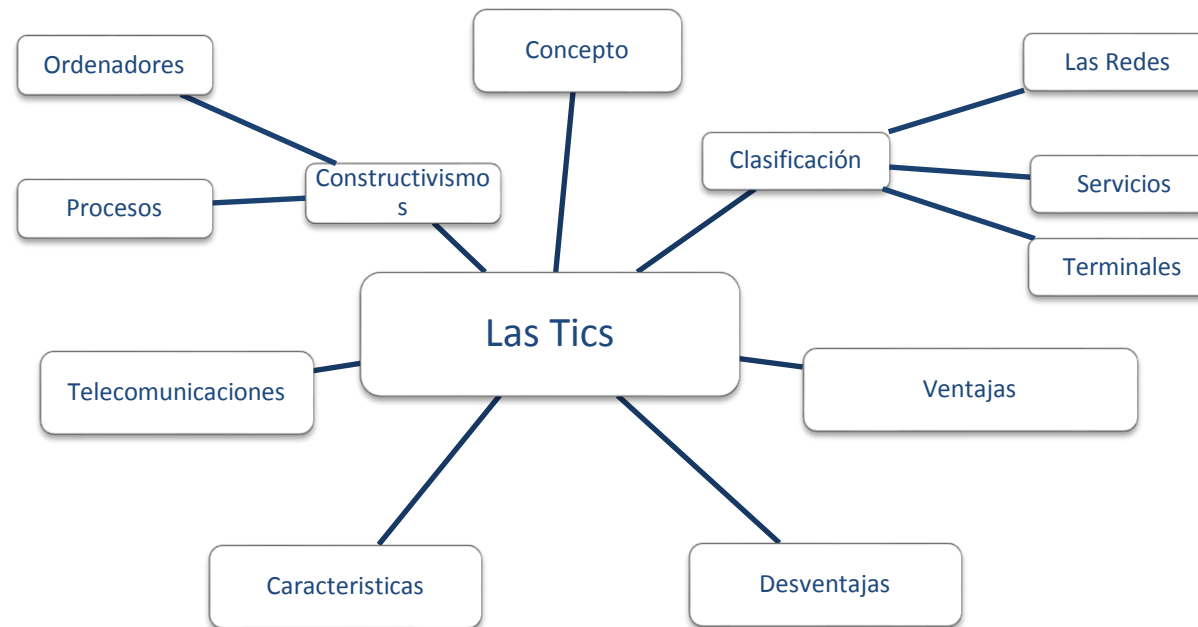 Ordenadores
Concepto
Las Redes
Clasificación
Constructivismo
s
Servicios
Procesos
Terminales
Las Tics
Telecomunicaciones
Ventajas
Caracteristicas
Desventajas